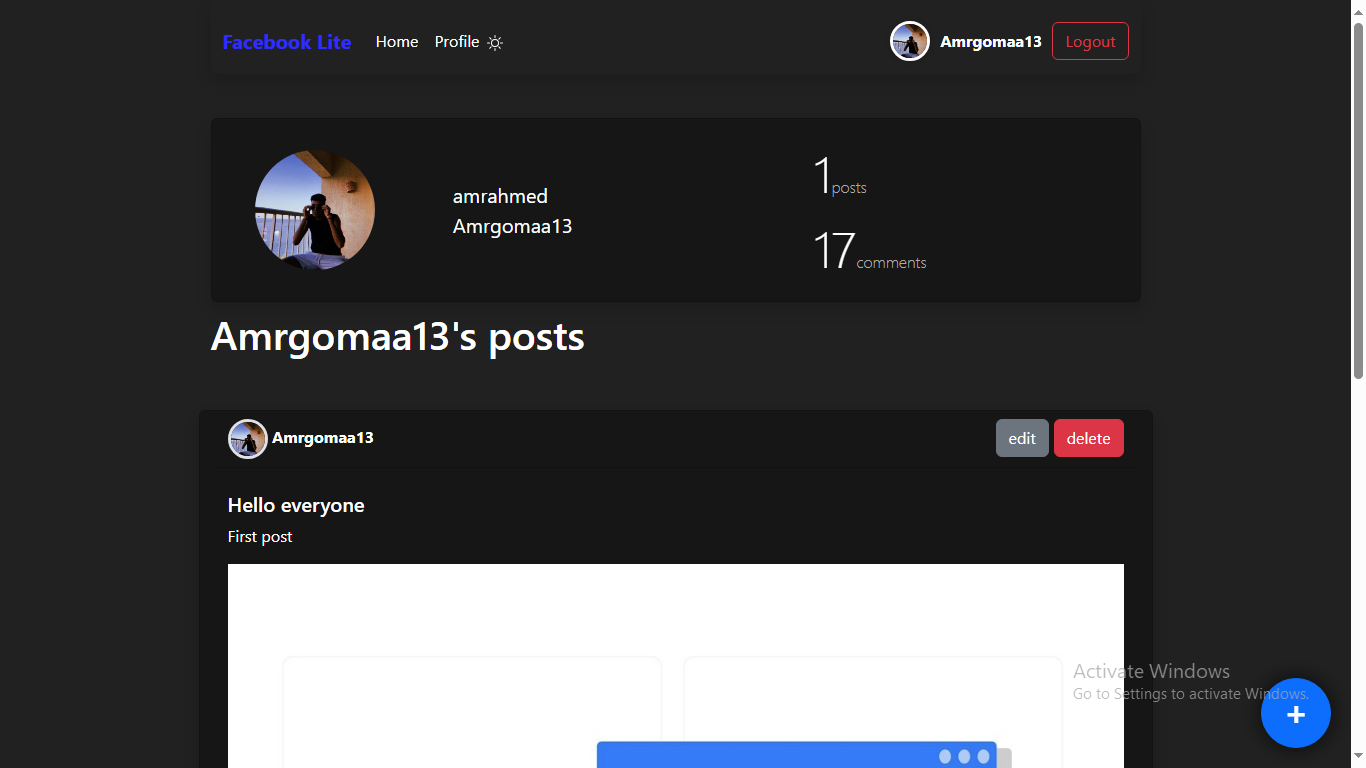 Facebook Lite Home Profile Amrgomaa13 Logout
amrahmed
Amrgomaa13
1posts
17comments
Amrgomaa13's posts
Amrgomaa13 edit delete
Hello everyone
First post
Activate Windows
Go to Settings to activate Windows.
+